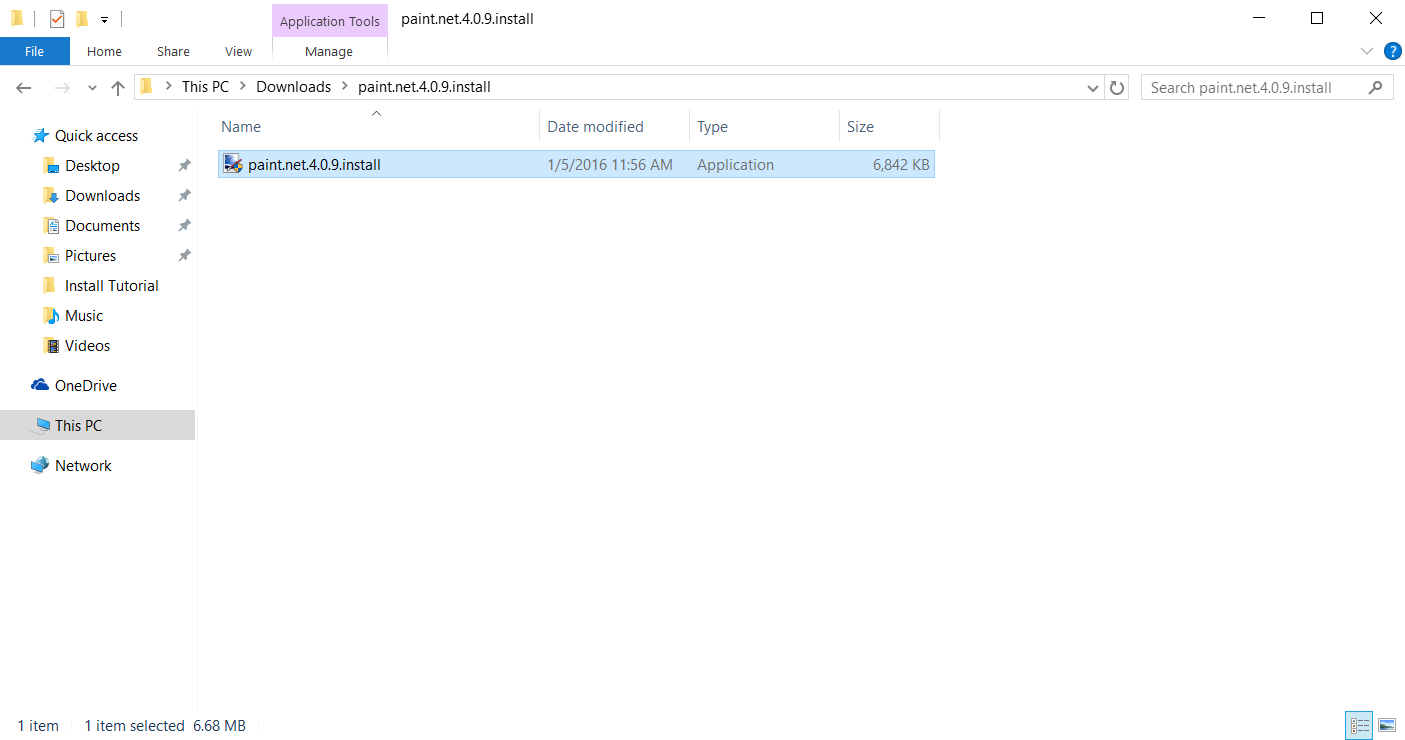 Application Tools
paint.net.4.0.9.install
File
Home
Share
View
Manage
?
This PC
Downloads
paint.net.4.0.9.install
Search paint.net.4.0.9.install
Name
Date modified
Type
Size
paint.net.4.0.9.install
1/5/2016 11:56 AM
Application
6,842 KB
Quick access
Desktop
Downloads
Documents
Pictures
Install Tutorial
Music
Videos
OneDrive
This PC
Network
1 item
1 item selected
6.68 MB